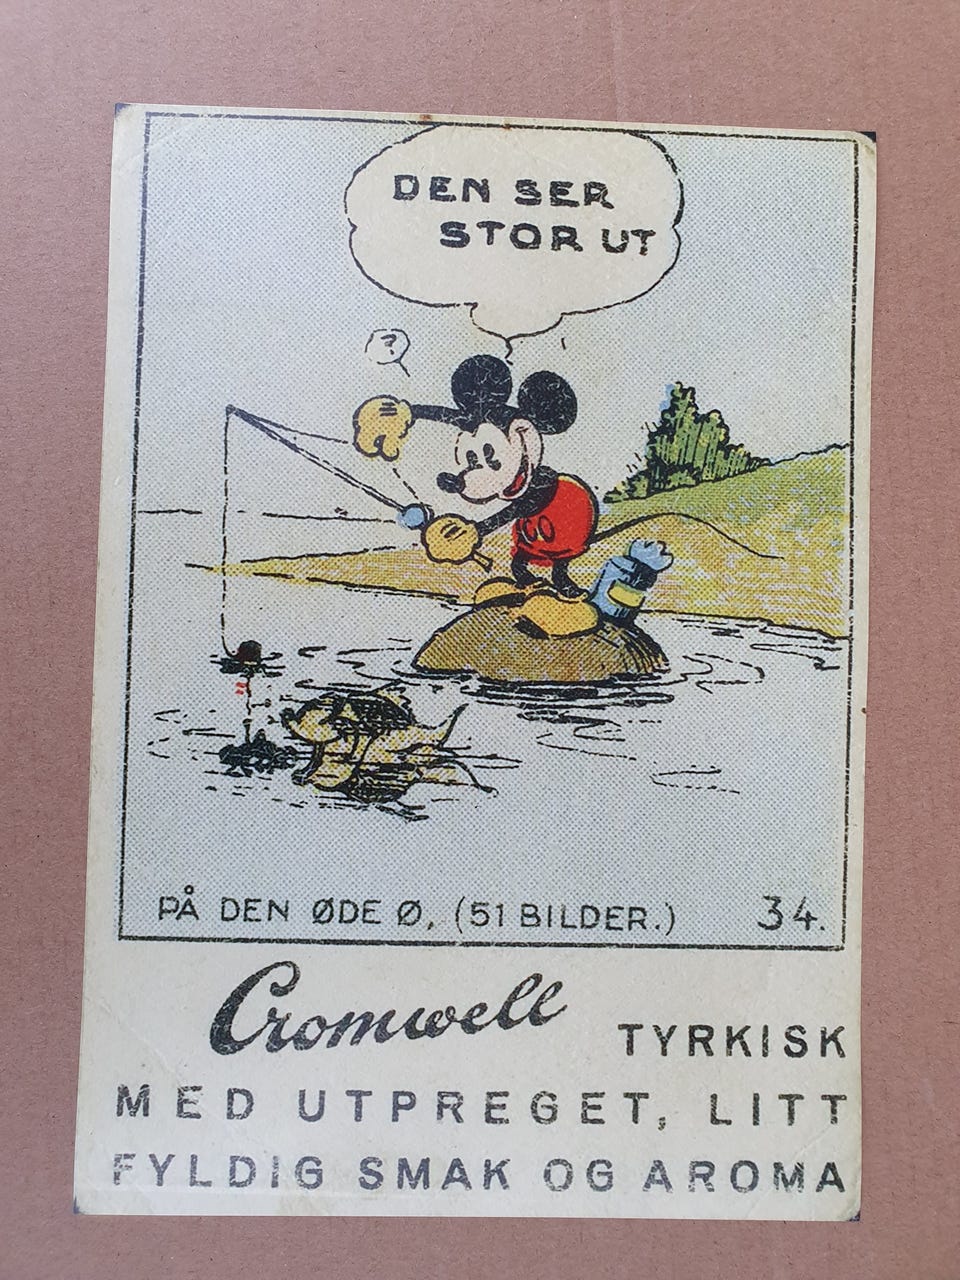 DEN SER
STOR UT
?
PÅ DEN ØDE Ø. (51 BILDER.) 34.
Cromwell TYRKISK
MED UTPREGET, LITT
FYLDIG SMAK OG AROMA